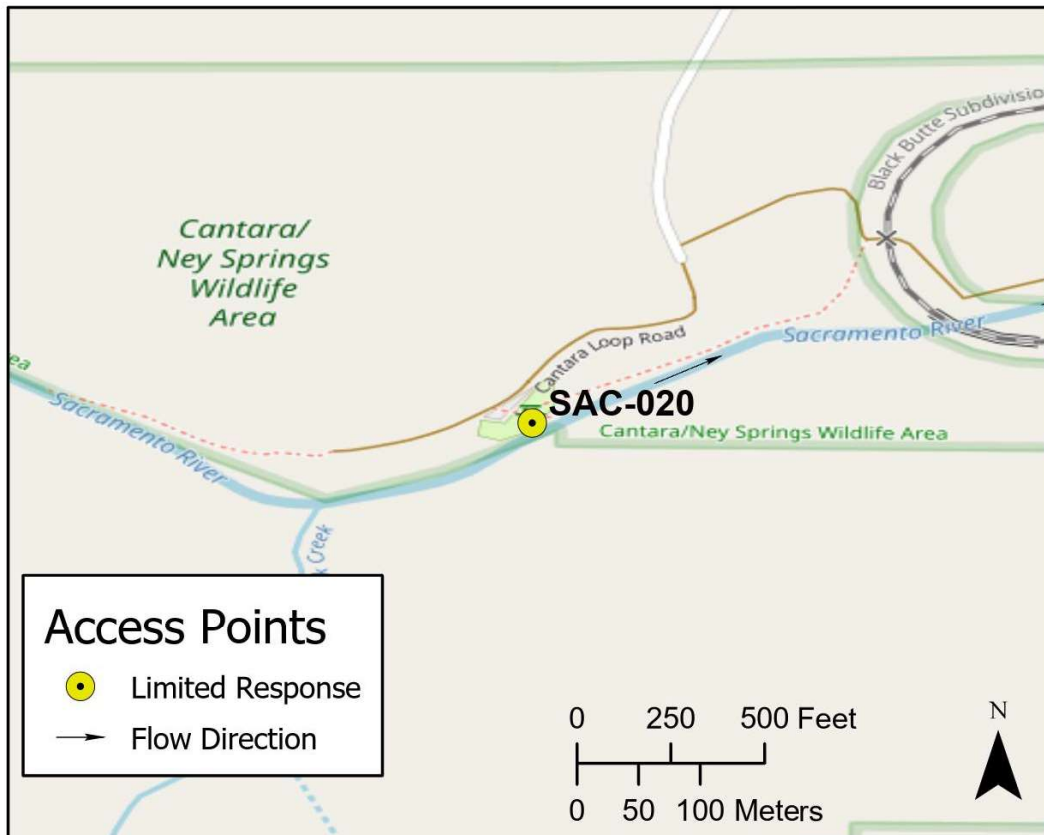 Black Butte Subdivision
Cantara/
Ney Springs
Wildlife
Area
Sacramento River
Cantara Loop Road
ea
Sacramento River
SAC-020
Cantara/Ney Springs Wildlife Area
Creek
Access Points
Limited Response
Flow Direction
0 250 500 Feet
0 50 100 Meters
N